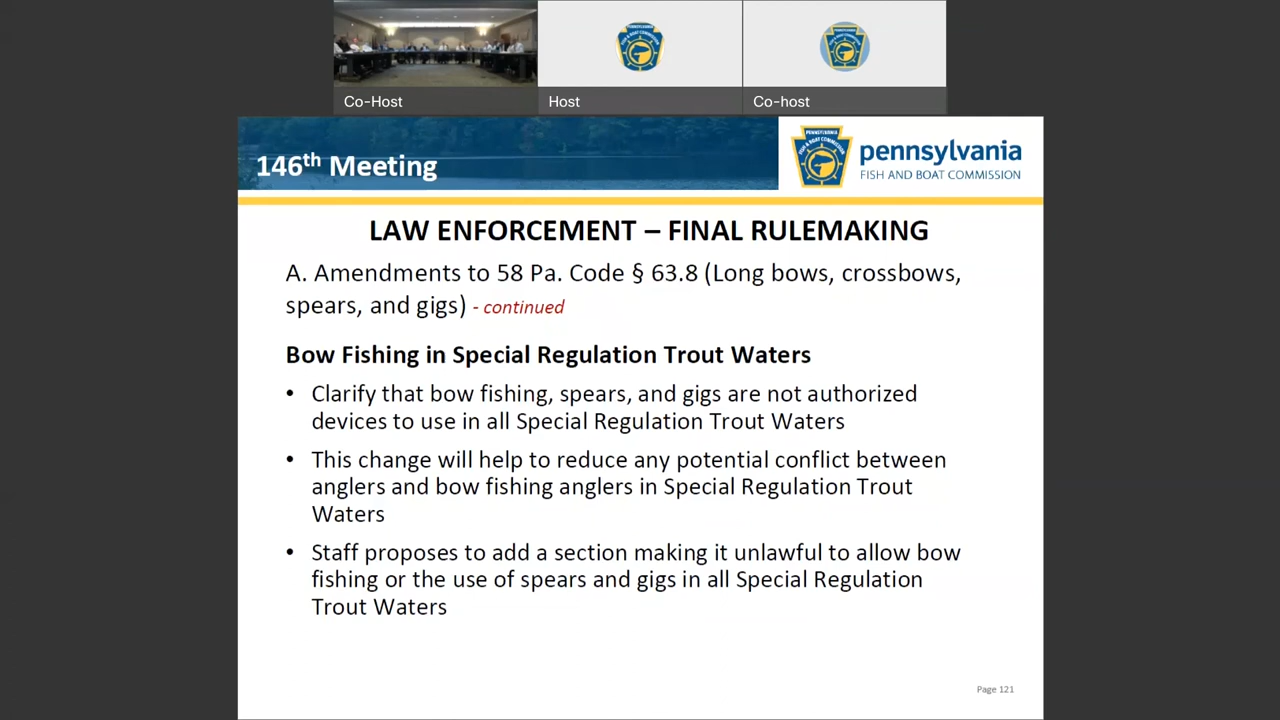 Co-Host
Host
Co-host
146th Meeting
PENNSYLVANIA
FISH & BOAT COMMISSION
pennsylvania
FISH AND BOAT COMMISSION
LAW ENFORCEMENT – FINAL RULEMAKING
A. Amendments to 58 Pa. Code § 63.8 (Long bows, crossbows,
spears, and gigs) - continued
Bow Fishing in Special Regulation Trout Waters
• Clarify that bow fishing, spears, and gigs are not authorized
devices to use in all Special Regulation Trout Waters
• This change will help to reduce any potential conflict between
anglers and bow fishing anglers in Special Regulation Trout
Waters
• Staff proposes to add a section making it unlawful to allow bow
fishing or the use of spears and gigs in all Special Regulation
Trout Waters
Page 121